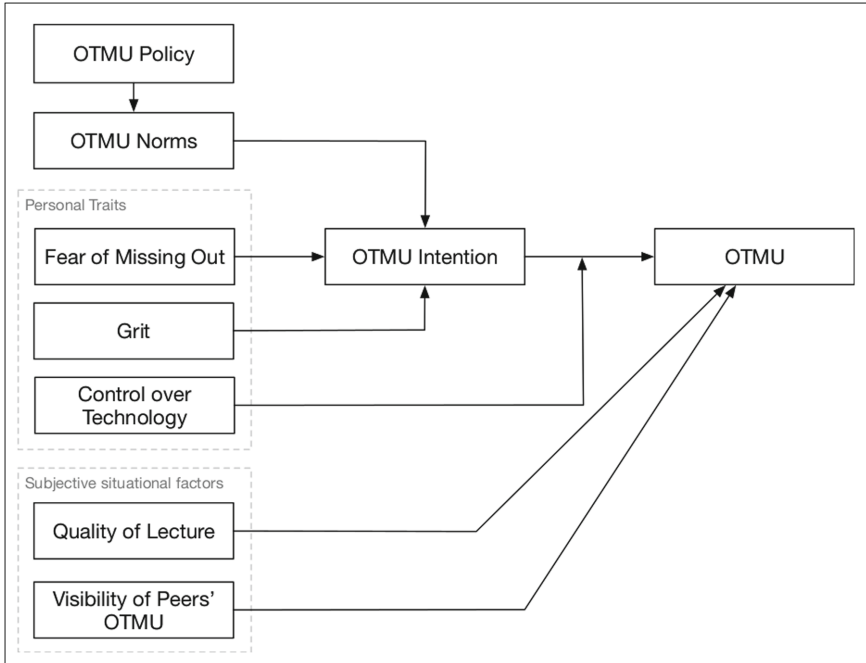 OTMU Policy
OTMU Norms
Personal Traits
Fear of Missing Out
OTMU Intention
OTMU
Grit
Control over
Technology
Subjective situational factors
Quality of Lecture
Visibility of Peers’
OTMU